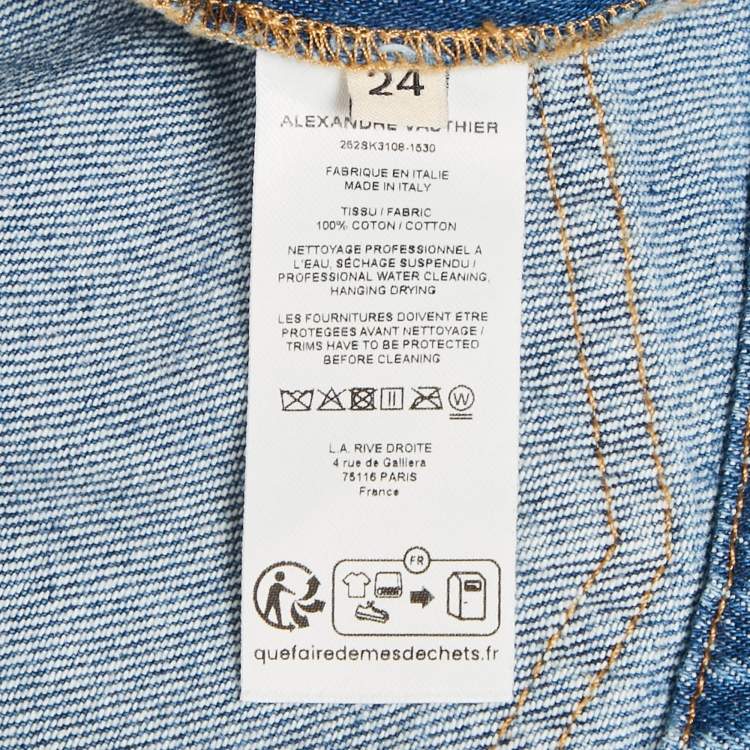 24
ALEXANDRE VAUTHIER
252SK3108-1530
FABRIQUE EN ITALIE
MADE IN ITALY
TISSU / FABRIC
100% COTON / COTTON
NETTOYAGE PROFESSIONNEL A
L'EAU, SÉCHAGE SUSPENDU /
PROFESSIONAL WATER CLEANING,
HANGING DRYING
LES FOURNITURES DOIVENT ETRE
PROTEGEES AVANT NETTOYAGE /
TRIMS HAVE TO BE PROTECTED
BEFORE CLEANING
W
L.A. RIVE DROITE
4 rue de Galliera
75116 PARIS
France
FR
quefairedemesdechets.fr